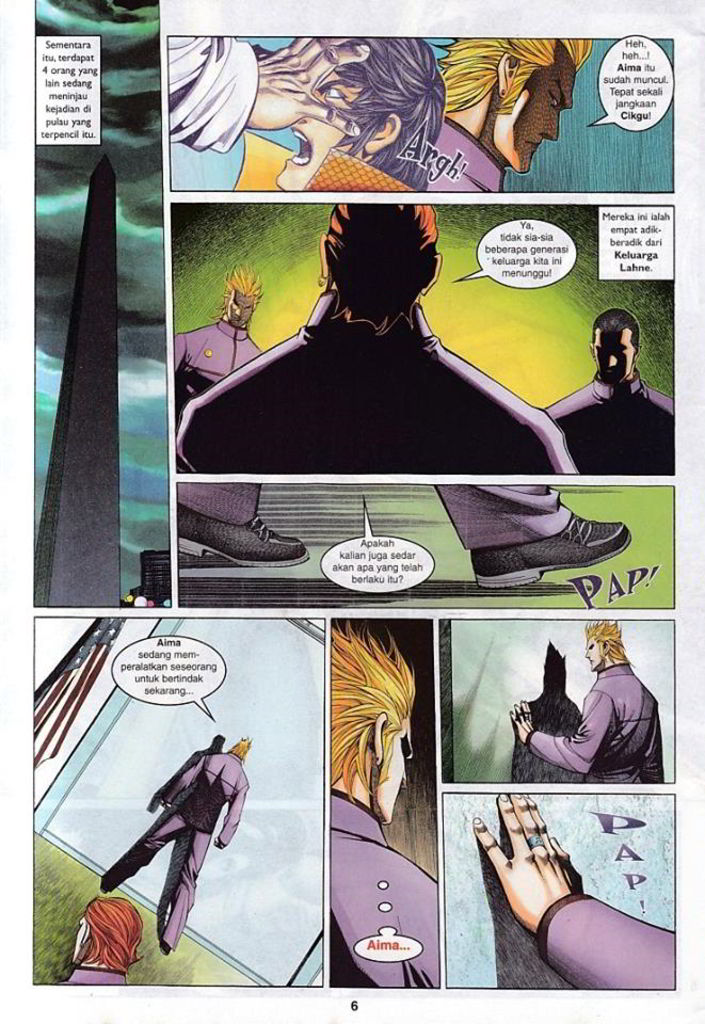 Sementara
itu, terdapat
4 orang yang
lain sedang
meninjau
kejadian di
pulau yang
terpencil itu.
Heh,
heh...!
Aima itu
sudah muncul.
Tepat sekali
jangkaan
Cikgu!
Argh!
Ya,
tidak sia-sia
beberapa generasi
keluarga kita ini
menunggu!
Mereka ini ialah
empat adik-
beradik dari
Keluarga
Lahne.
Apakah
kalian juga sedar
akan apa yang telah
berlaku itu?
PAP!
Aima
sedang mem-
peralatkan seseorang
untuk bertindak
sekarang...
Aima...
PAP!
6